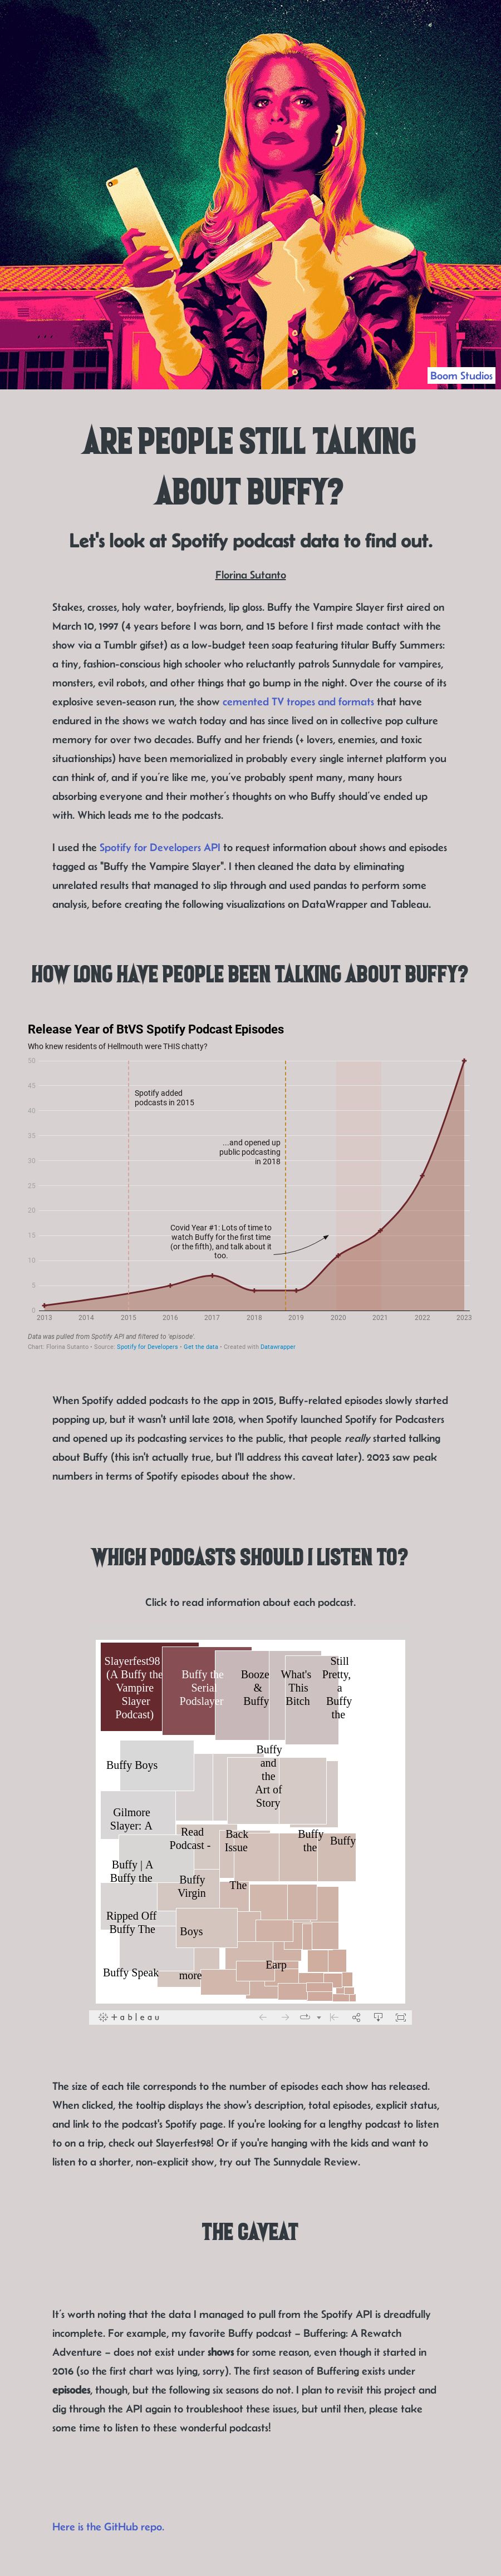 Boom Studios
ARE PEOPLE STILL TALKING
ABOUT BUFFY?
Let's look at Spotify podcast data to find out.
Florina Sutanto
Stakes, crosses, holy water, boyfriends, lip gloss. Buffy the Vampire Slayer first aired on
March 10, 1997 (4 years before I was born, and 15 before I first made contact with the
show via a Tumblr gifset) as a low-budget teen soap featuring titular Buffy Summers:
a tiny, fashion-conscious high schooler who reluctantly patrols Sunnydale for vampires,
monsters, evil robots, and other things that go bump in the night. Over the course of its
explosive seven-season run, the show cemented TV tropes and formats that have
endured in the shows we watch today and has since lived on in collective pop culture
memory for over two decades. Buffy and her friends (+ lovers, enemies, and toxic
situationships) have been memorialized in probably every single internet platform you
can think of, and if you're like me, you've probably spent many, many hours
absorbing everyone and their mother's thoughts on who Buffy should've ended up
with. Which leads me to the podcasts.
I used the Spotify for Developers API to request information about shows and episodes
tagged as "Buffy the Vampire Slayer". I then cleaned the data by eliminating
unrelated results that managed to slip through and used pandas to perform some
analysis, before creating the following visualizations on DataWrapper and Tableau.
HOW LONG HAVE PEOPLE BEEN TALKING ABOUT BUFFY?
Release Year of BtVS Spotify Podcast Episodes
Who knew residents of Hellmouth were THIS chatty?
50
45
40
35
30
25
20
15
10
5
0
Spotify added
podcasts in 2015
...and opened up
public podcasting
in 2018
Covid Year #1: Lots of time to
watch Buffy for the first time
(or the fifth), and talk about it
too.
2013 2014 2015 2016 2017 2018 2019 2020 2021 2022 2023
Data was pulled from Spotify API and filtered to 'episode'.
Chart: Florina Sutanto • Source: Spotify for Developers • Get the data • Created with Datawrapper
When Spotify added podcasts to the app in 2015, Buffy-related episodes slowly started
popping up, but it wasn't until late 2018, when Spotify launched Spotify for Podcasters
and opened up its podcasting services to the public, that people really started talking
about Buffy (this isn't actually true, but I'll address this caveat later). 2023 saw peak
numbers in terms of Spotify episodes about the show.
WHICH PODCASTS SHOULD I LISTEN TO?
Click to read information about each podcast.
Slayerfest98
(A Buffy the
Vampire
Slayer
Podcast)
Buffy the
Serial
Podslayer
Booze
&
Buffy
What's
This
Bitch
Still
Pretty,
a
Buffy
the
Buffy Boys
Buffy
and
the
Art of
Story
Gilmore
Slayer: A
Read
Podcast -
Back
Issue
Buffy
the
Buffy
Buffy | A
Buffy the
Buffy
Virgin
The
Ripped Off
Buffy The
Boys
Buffy Speak
more
Earp
+ableau
The size of each tile corresponds to the number of episodes each show has released.
When clicked, the tooltip displays the show's description, total episodes, explicit status,
and link to the podcast's Spotify page. If you're looking for a lengthy podcast to listen
to on a trip, check out Slayerfest98! Or if you're hanging with the kids and want to
listen to a shorter, non-explicit show, try out The Sunnydale Review.
THE CAVEAT
It's worth noting that the data I managed to pull from the Spotify API is dreadfully
incomplete. For example, my favorite Buffy podcast – Buffering: A Rewatch
Adventure – does not exist under shows for some reason, even though it started in
2016 (so the first chart was lying, sorry). The first season of Buffering exists under
episodes, though, but the following six seasons do not. I plan to revisit this project and
dig through the API again to troubleshoot these issues, but until then, please take
some time to listen to these wonderful podcasts!
Here is the GitHub repo.